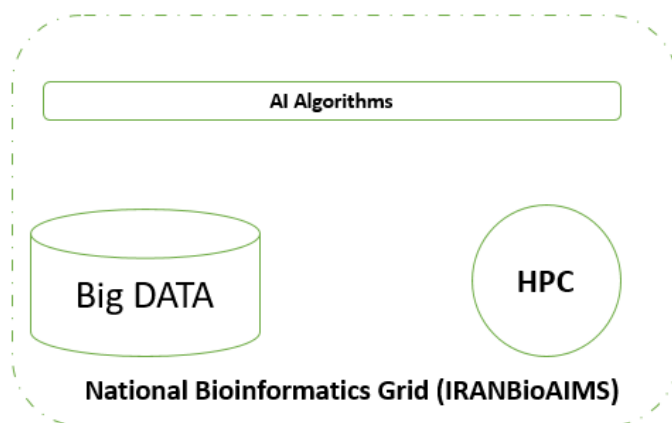 AI Algorithms
Big DATA
HPC
National Bioinformatics Grid (IRANBioAIMS)